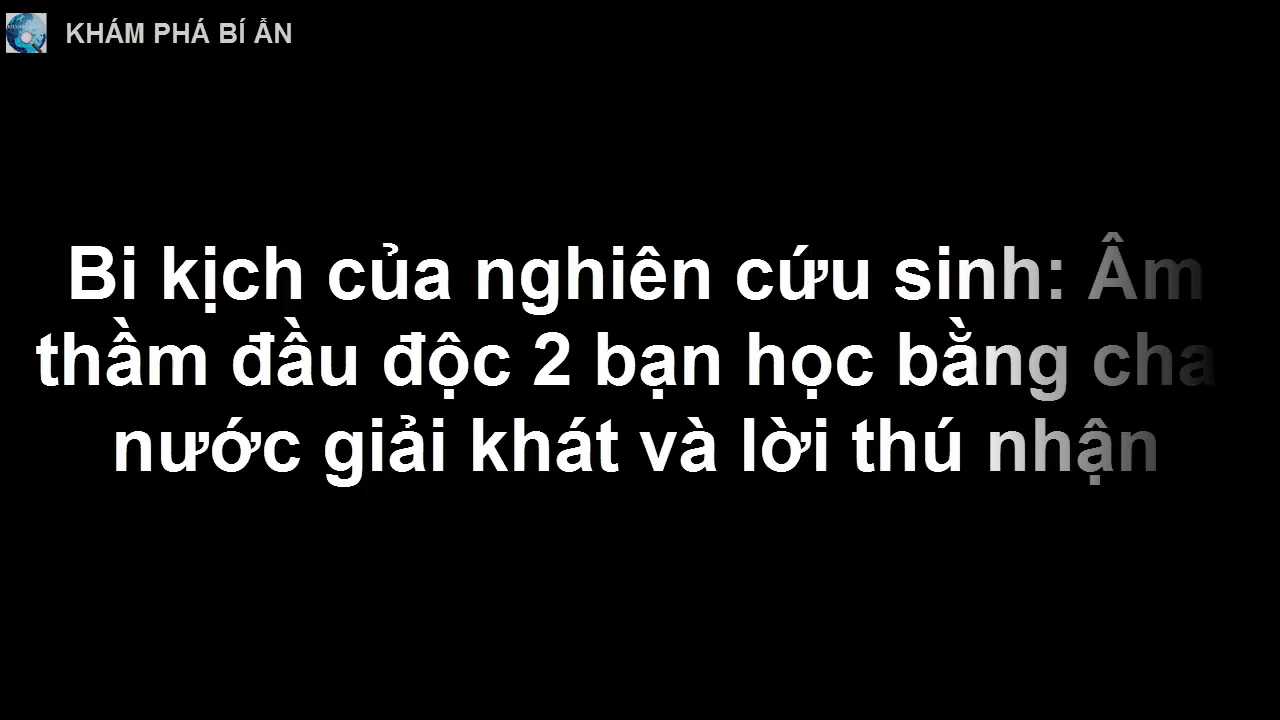 KHÁM PHÁ BÍ ẨN
Bi kịch của nghiên cứu sinh: Âm
thầm đầu độc 2 bạn học bằng cha
nước giải khát và lời thú nhận